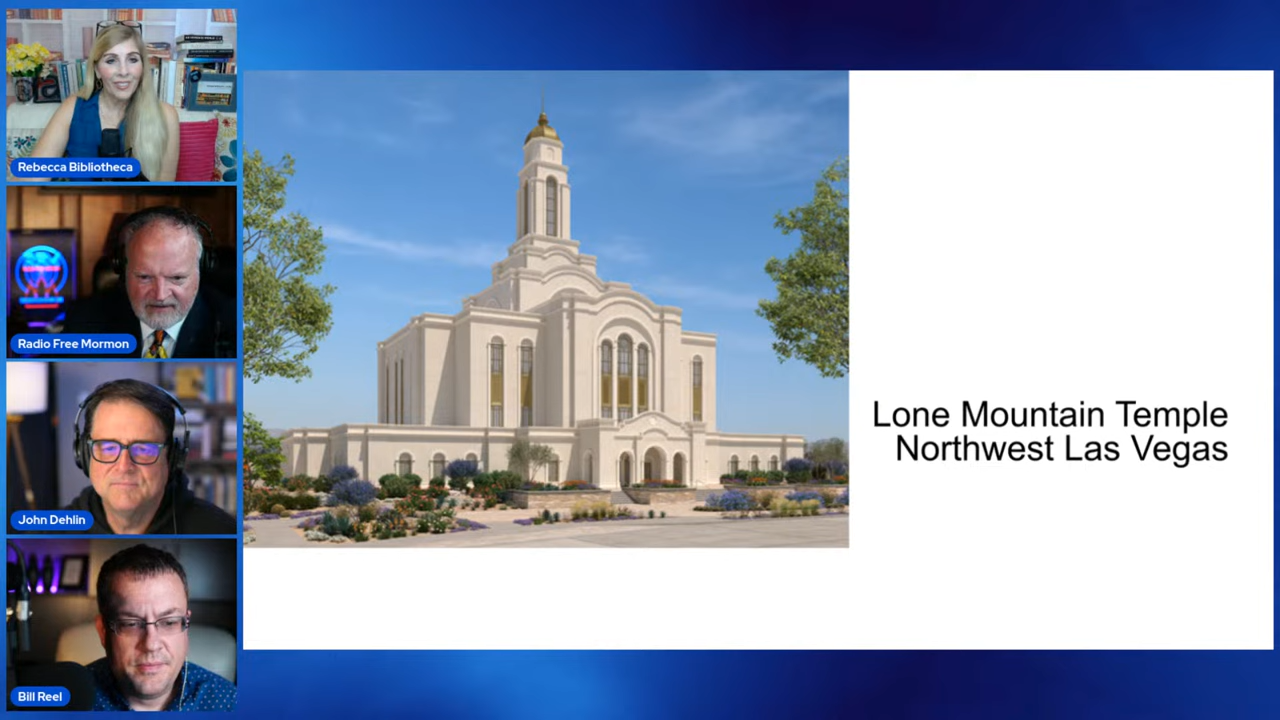 Rebecca Bibliotheca
Radio Free Mormon
John Dehlin
Bill Reel
Lone Mountain Temple
Northwest Las Vegas